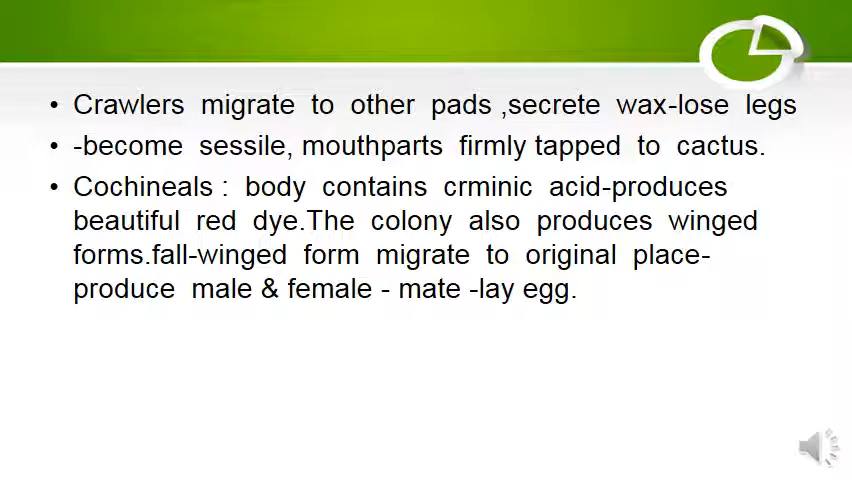 • Crawlers migrate to other pads ,secrete wax-lose legs
• -become sessile, mouthparts firmly tapped to cactus.
• Cochineals : body contains crminic acid-produces
beautiful red dye.The colony also produces winged
forms.fall-winged form migrate to original place-
produce male & female - mate -lay egg.